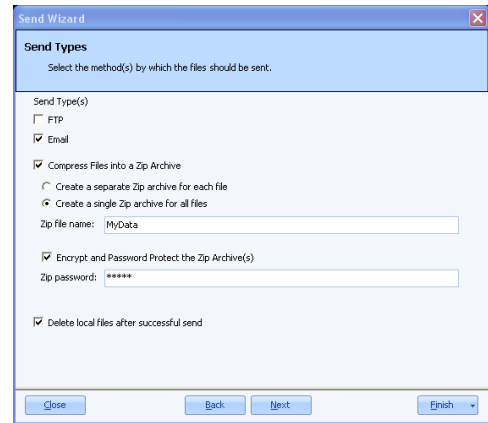 Send Wizard
Send Types
Select the method(s) by which the files should be sent.
Send Type(s)
FTP
Email
Compress Files into a Zip Archive
Create a separate Zip archive for each file
Create a single Zip archive for all files
Zip file name: MyData
Encrypt and Password Protect the Zip Archive(s)
Zip password: *****
Delete local files after successful send
Close Back Next Finish